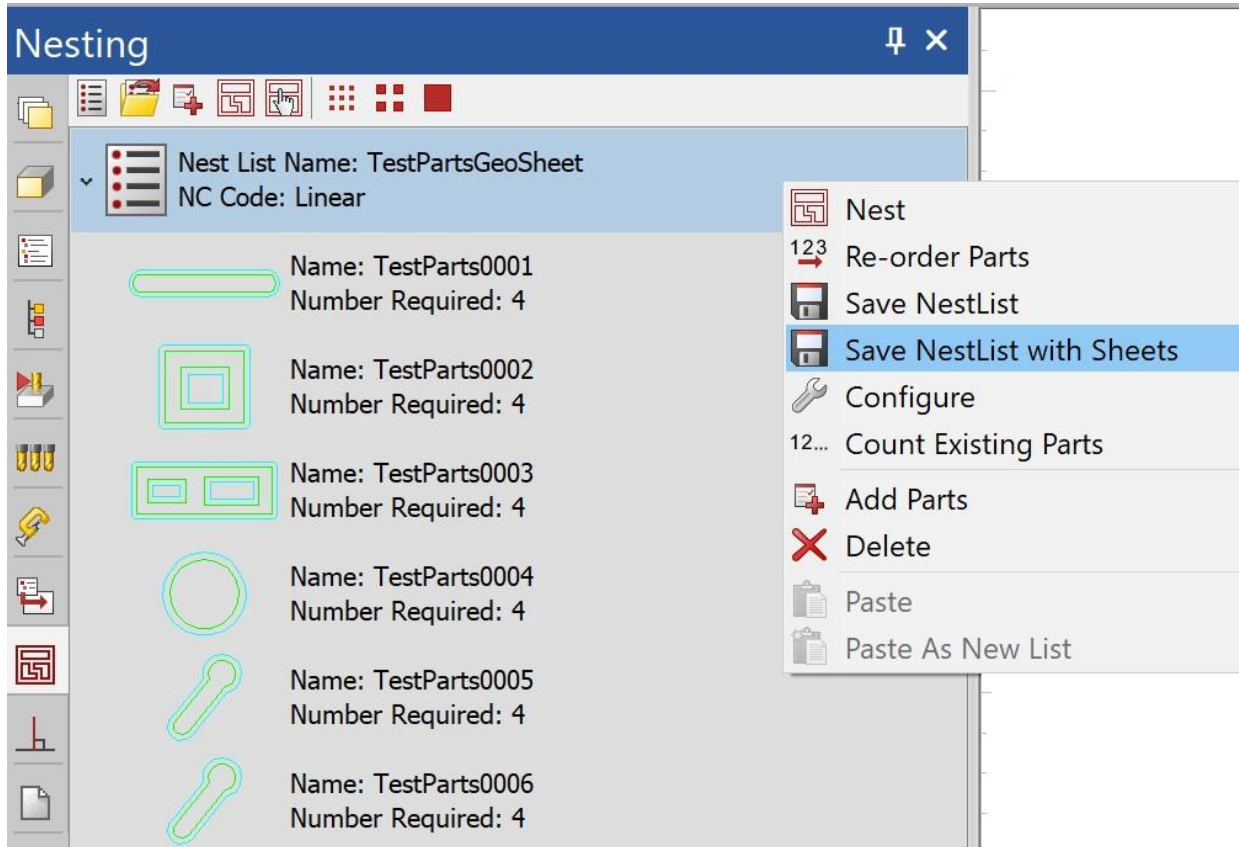 Nesting
Nest List Name: TestPartsGeoSheet
NC Code: Linear
Name: TestParts0001
Number Required: 4
Name: TestParts0002
Number Required: 4
Name: TestParts0003
Number Required: 4
Name: TestParts0004
Number Required: 4
Name: TestParts0005
Number Required: 4
Name: TestParts0006
Number Required: 4
Nest
123 Re-order Parts
Save NestList
Save NestList with Sheets
Configure
12... Count Existing Parts
Add Parts
Delete
Paste
Paste As New List